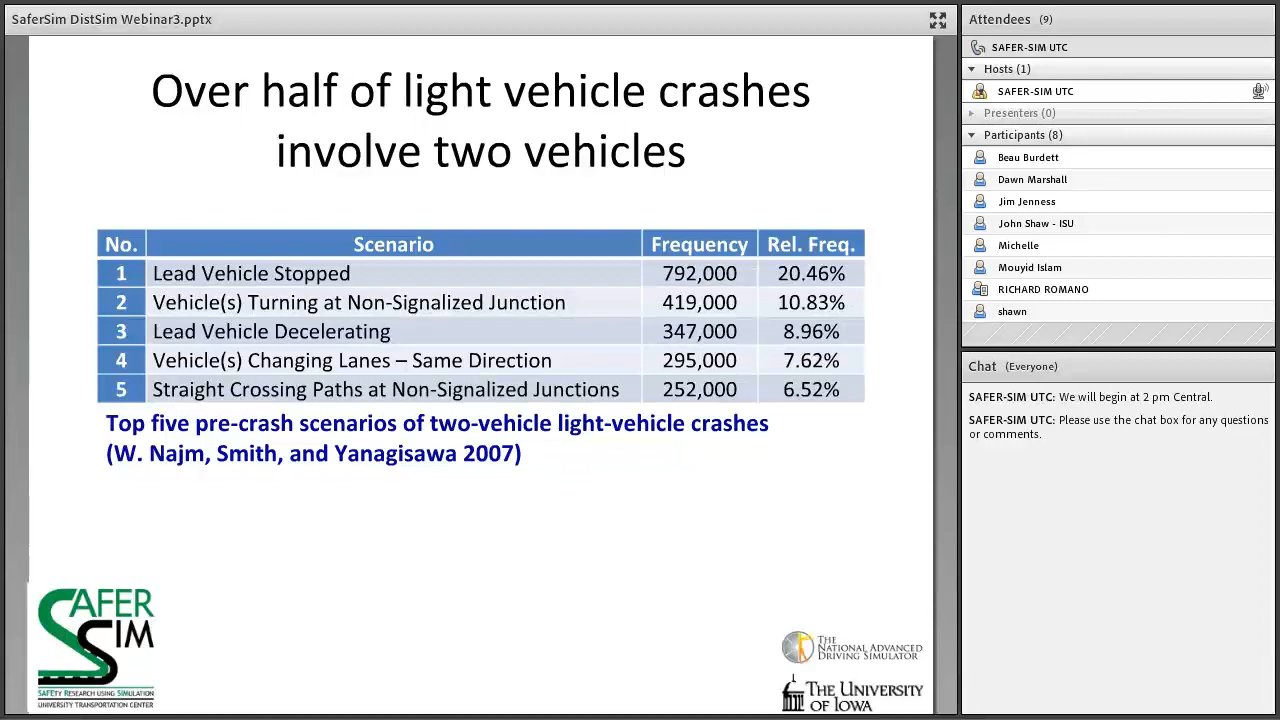 SaferSim DistSim Webinar3.pptx
Over half of light vehicle crashes
involve two vehicles
No. Scenario Frequency Rel. Freq.
1 Lead Vehicle Stopped 792,000 20.46%
2 Vehicle(s) Turning at Non-Signalized Junction 419,000 10.83%
3 Lead Vehicle Decelerating 347,000 8.96%
4 Vehicle(s) Changing Lanes – Same Direction 295,000 7.62%
5 Straight Crossing Paths at Non-Signalized Junctions 252,000 6.52%
Top five pre-crash scenarios of two-vehicle light-vehicle crashes
(W. Najm, Smith, and Yanagisawa 2007)
SAFER
SIM
SAFETY RESEARCH USING SIMULATION
UNIVERSITY TRANSPORTATION CENTER
THE
NATIONAL ADVANCED
DRIVING SIMULATOR
THE UNIVERSITY
OF IOWA
Attendees (9)
SAFER-SIM UTC
Hosts (1)
SAFER-SIM UTC
Presenters (0)
Participants (8)
Beau Burdett
Dawn Marshall
Jim Jenness
John Shaw - ISU
Michelle
Mouyid Islam
RICHARD ROMANO
shawn
Chat (Everyone)
SAFER-SIM UTC: We will begin at 2 pm Central.
SAFER-SIM UTC: Please use the chat box for any questions
or comments.